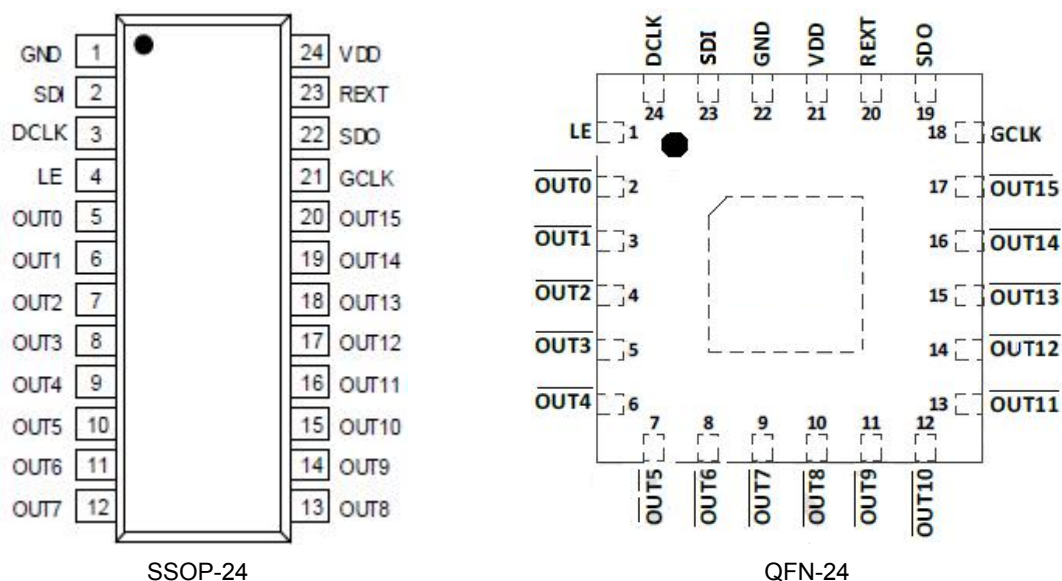 GND 1 24 VDD
SDI 2 23 REXT
DCLK 3 22 SDO
LE 4 21 GCLK
OUT0 5 20 OUT15
OUT1 6 19 OUT14
OUT2 7 18 OUT13
OUT3 8 17 OUT12
OUT4 9 16 OUT11
OUT5 10 15 OUT10
OUT6 11 14 OUT9
OUT7 12 13 OUT8
SSOP-24
DCLK SDI GND VDD REXT SDO
24 23 22 21 20 19
LE 1 18 GCLK
OUT0 2 17 OUT15
OUT1 3 16 OUT14
OUT2 4 15 OUT13
OUT3 5 14 OUT12
OUT4 6 13 OUT11
7 8 9 10 11 12
OUT5 OUT6 OUT7 OUT8 OUT9 OUT10
QFN-24